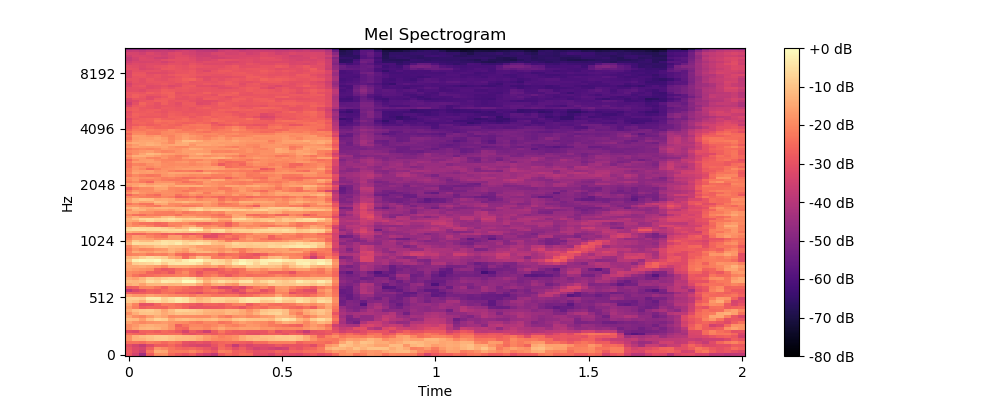 Mel Spectrogram
Hz
8192
4096
2048
1024
512
0
0
0.5
1
1.5
2
Time
+0 dB
-10 dB
-20 dB
-30 dB
-40 dB
-50 dB
-60 dB
-70 dB
-80 dB